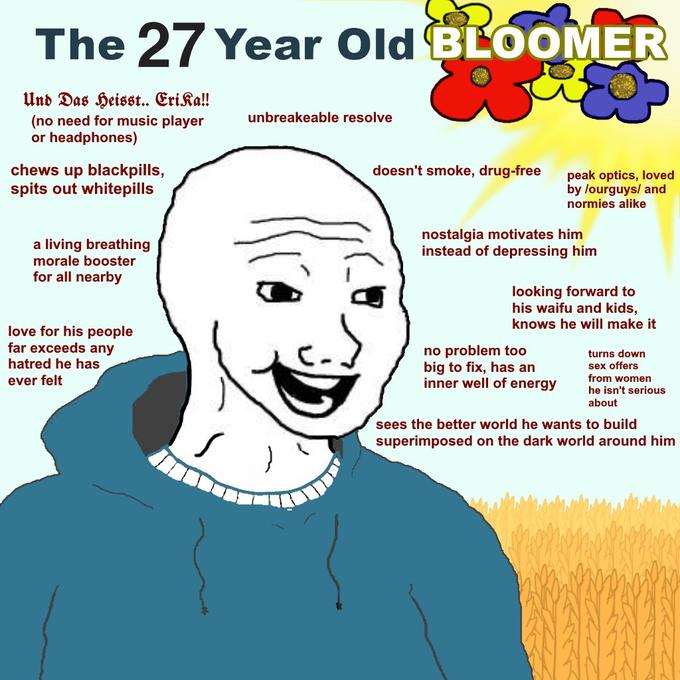 The 27 Year Old BLOOMER
Und Das Heisst.. EriKa!!
(no need for music player
or headphones)
unbreakeable resolve
chews up blackpills,
spits out whitepills
doesn't smoke, drug-free
peak optics, loved
by /ourguys/ and
normies alike
a living breathing
morale booster
for all nearby
nostalgia motivates him
instead of depressing him
looking forward to
his waifu and kids,
knows he will make it
love for his people
far exceeds any
hatred he has
ever felt
no problem too
big to fix, has an
inner well of energy
turns down
sex offers
from women
he isn't serious
about
sees the better world he wants to build
superimposed on the dark world around him